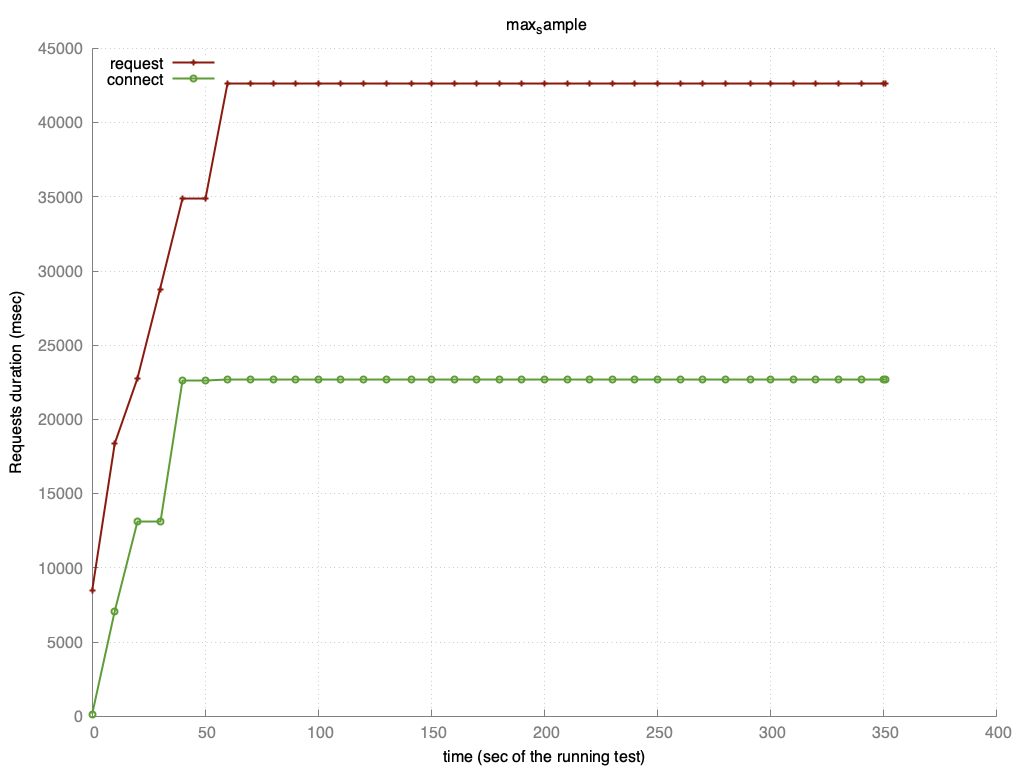 max_sample
45000
40000
35000
30000
25000
20000
15000
10000
5000
0
request
connect
Requests duration (msec)
0 50 100 150 200 250 300 350 400
time (sec of the running test)